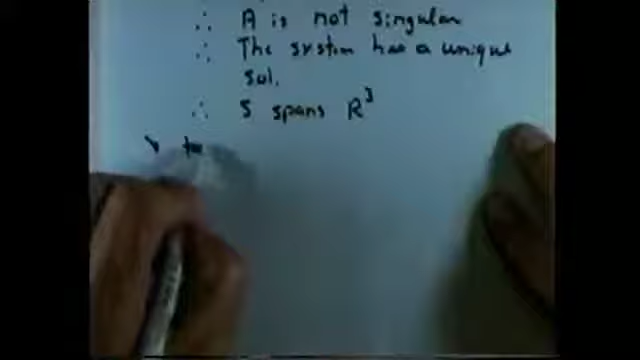 ∴ A is not singular
∴ The system has a unique
sol.
∴ S spans R³